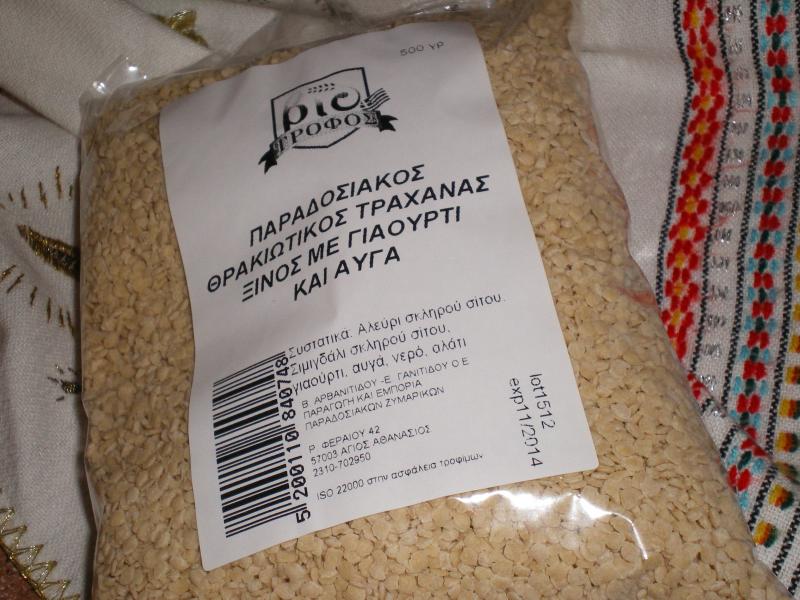 500 ΥΡ
βιο
ΤΡΟΦΟΣ
ΠΑΡΑΔΟΣΙΑΚΟΣ
ΘΡΑΚΙΩΤΙΚΟΣ ΤΡΑΧΑΝΑΣ
ΞΙΝΟΣ ΜΕ ΓΙΑΟΥΡΤΙ
ΚΑΙ ΑΥΓΑ
Συστατικά: Αλεύρι σκληρού σίτου.
Σιμιγδάλι σκληρού σίτου,
γιαούρτι, αυγά, νερό, αλάτι
Β. ΑΡΒΑΝΙΤΙΔΟΥ -Ε. ΓΑΝΙΤΙΔΟΥ Ο Ε
ΠΑΡΑΓΩΓΗ ΚΑΙ ΕΜΠΟΡΙΑ
ΠΑΡΑΔΟΣΙΑΚΩΝ ΖΥΜΑΡΙΚΩΝ
Ρ. ΦΕΡΑΙΟΥ 42
57003 ΑΓΙΟΣ ΑΘΑΝΑΣΙΟΣ
2310-702950
ISO 22000 στην ασφάλεια τροφίμων
5 200110 840748
lot1512
exp11/2014